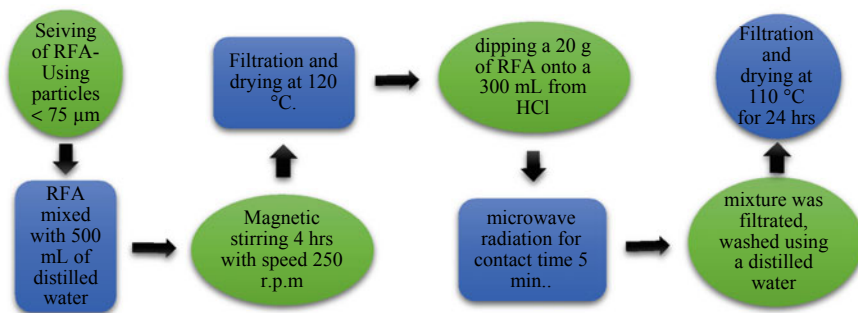 Seiving
of RFA-
Using
particles
< 75 µm
RFA
mixed
with 500
mL of
distilled
water
Magnetic
stirring 4 hrs
with speed 250
r.p.m
Filtration and
drying at 120
°C.
dipping a 20 g
of RFA onto a
300 mL from
HCl
microwave
radiation for
contact time 5
min..
mixture was
filtrated,
washed using
a distilled
water
Filtration
and
drying at
110 °C
for 24 hrs